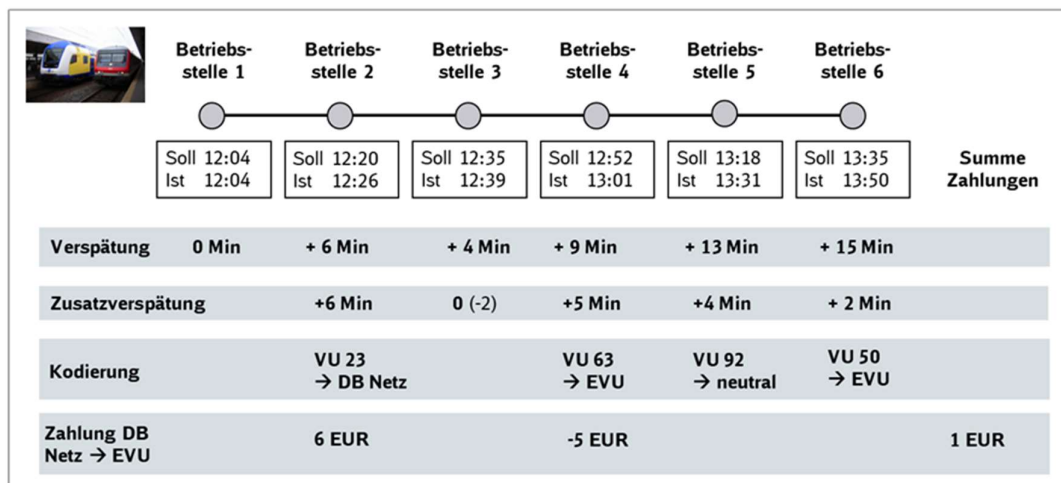 Betriebs- Betriebs- Betriebs- Betriebs- Betriebs- Betriebs-
stelle 1 stelle 2 stelle 3 stelle 4 stelle 5 stelle 6
Soll 12:04 Soll 12:20 Soll 12:35 Soll 12:52 Soll 13:18 Soll 13:35 Summe
Ist 12:04 Ist 12:26 Ist 12:39 Ist 13:01 Ist 13:31 Ist 13:50 Zahlungen
Verspätung 0 Min + 6 Min + 4 Min + 9 Min + 13 Min + 15 Min
Zusatzverspätung +6 Min 0 (-2) +5 Min +4 Min + 2 Min
Kodierung VU 23 VU 63 VU 92 VU 50
→ DB Netz → EVU → neutral → EVU
Zahlung DB 6 EUR -5 EUR 1 EUR
Netz → EVU